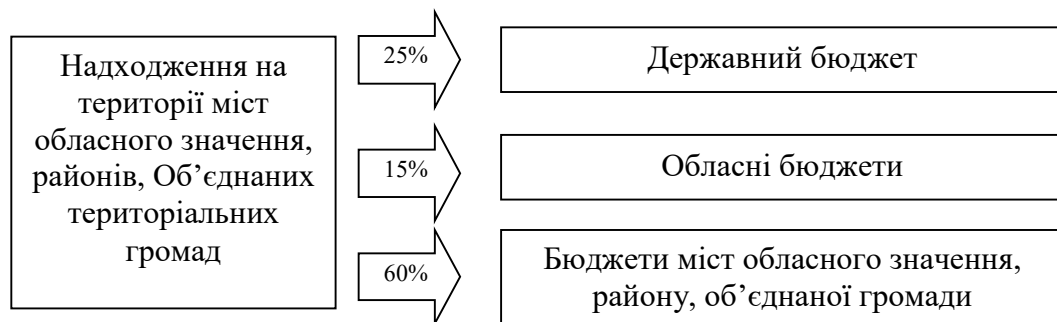 Надходження на
території міст
обласного значення,
районів, Об’єднаних
територіальних
громад
25%
Державний бюджет
15%
Обласні бюджети
60%
Бюджети міст обласного значення,
району, об’єднаної громади